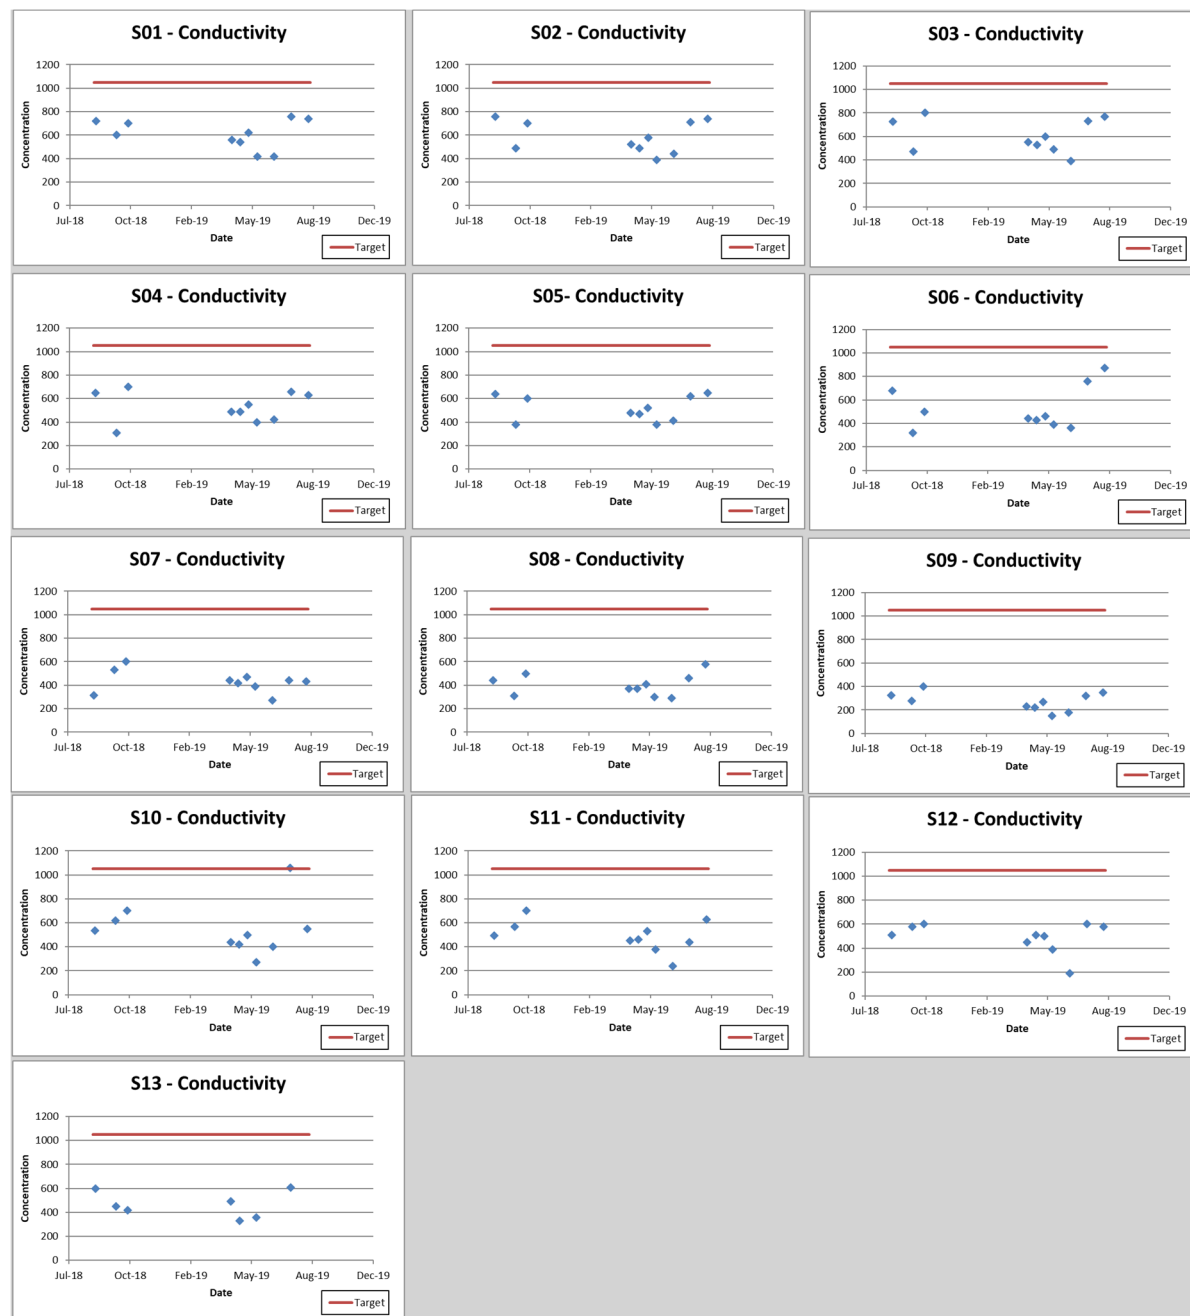 S01 - Conductivity
1200
1000
800
600
400
200
0
Concentration
Jul-18 Oct-18 Feb-19 May-19 Aug-19 Dec-19
Date
Target
S02 - Conductivity
1200
1000
800
600
400
200
0
Concentration
Jul-18 Oct-18 Feb-19 May-19 Aug-19 Dec-19
Date
Target
S03 - Conductivity
1200
1000
800
600
400
200
0
Concentration
Jul-18 Oct-18 Feb-19 May-19 Aug-19 Dec-19
Date
Target
S04 - Conductivity
1200
1000
800
600
400
200
0
Concentration
Jul-18 Oct-18 Feb-19 May-19 Aug-19 Dec-19
Date
Target
S05- Conductivity
1200
1000
800
600
400
200
0
Concentration
Jul-18 Oct-18 Feb-19 May-19 Aug-19 Dec-19
Date
Target
S06 - Conductivity
1200
1000
800
600
400
200
0
Concentration
Jul-18 Oct-18 Feb-19 May-19 Aug-19 Dec-19
Date
Target
S07 - Conductivity
1200
1000
800
600
400
200
0
Concentration
Jul-18 Oct-18 Feb-19 May-19 Aug-19 Dec-19
Date
Target
S08 - Conductivity
1200
1000
800
600
400
200
0
Concentration
Jul-18 Oct-18 Feb-19 May-19 Aug-19 Dec-19
Date
Target
S09 - Conductivity
1200
1000
800
600
400
200
0
Concentration
Jul-18 Oct-18 Feb-19 May-19 Aug-19 Dec-19
Date
Target
S10 - Conductivity
1200
1000
800
600
400
200
0
Concentration
Jul-18 Oct-18 Feb-19 May-19 Aug-19 Dec-19
Date
Target
S11 - Conductivity
1200
1000
800
600
400
200
0
Concentration
Jul-18 Oct-18 Feb-19 May-19 Aug-19 Dec-19
Date
Target
S12 - Conductivity
1200
1000
800
600
400
200
0
Concentration
Jul-18 Oct-18 Feb-19 May-19 Aug-19 Dec-19
Date
Target
S13 - Conductivity
1200
1000
800
600
400
200
0
Concentration
Jul-18 Oct-18 Feb-19 May-19 Aug-19 Dec-19
Date
Target